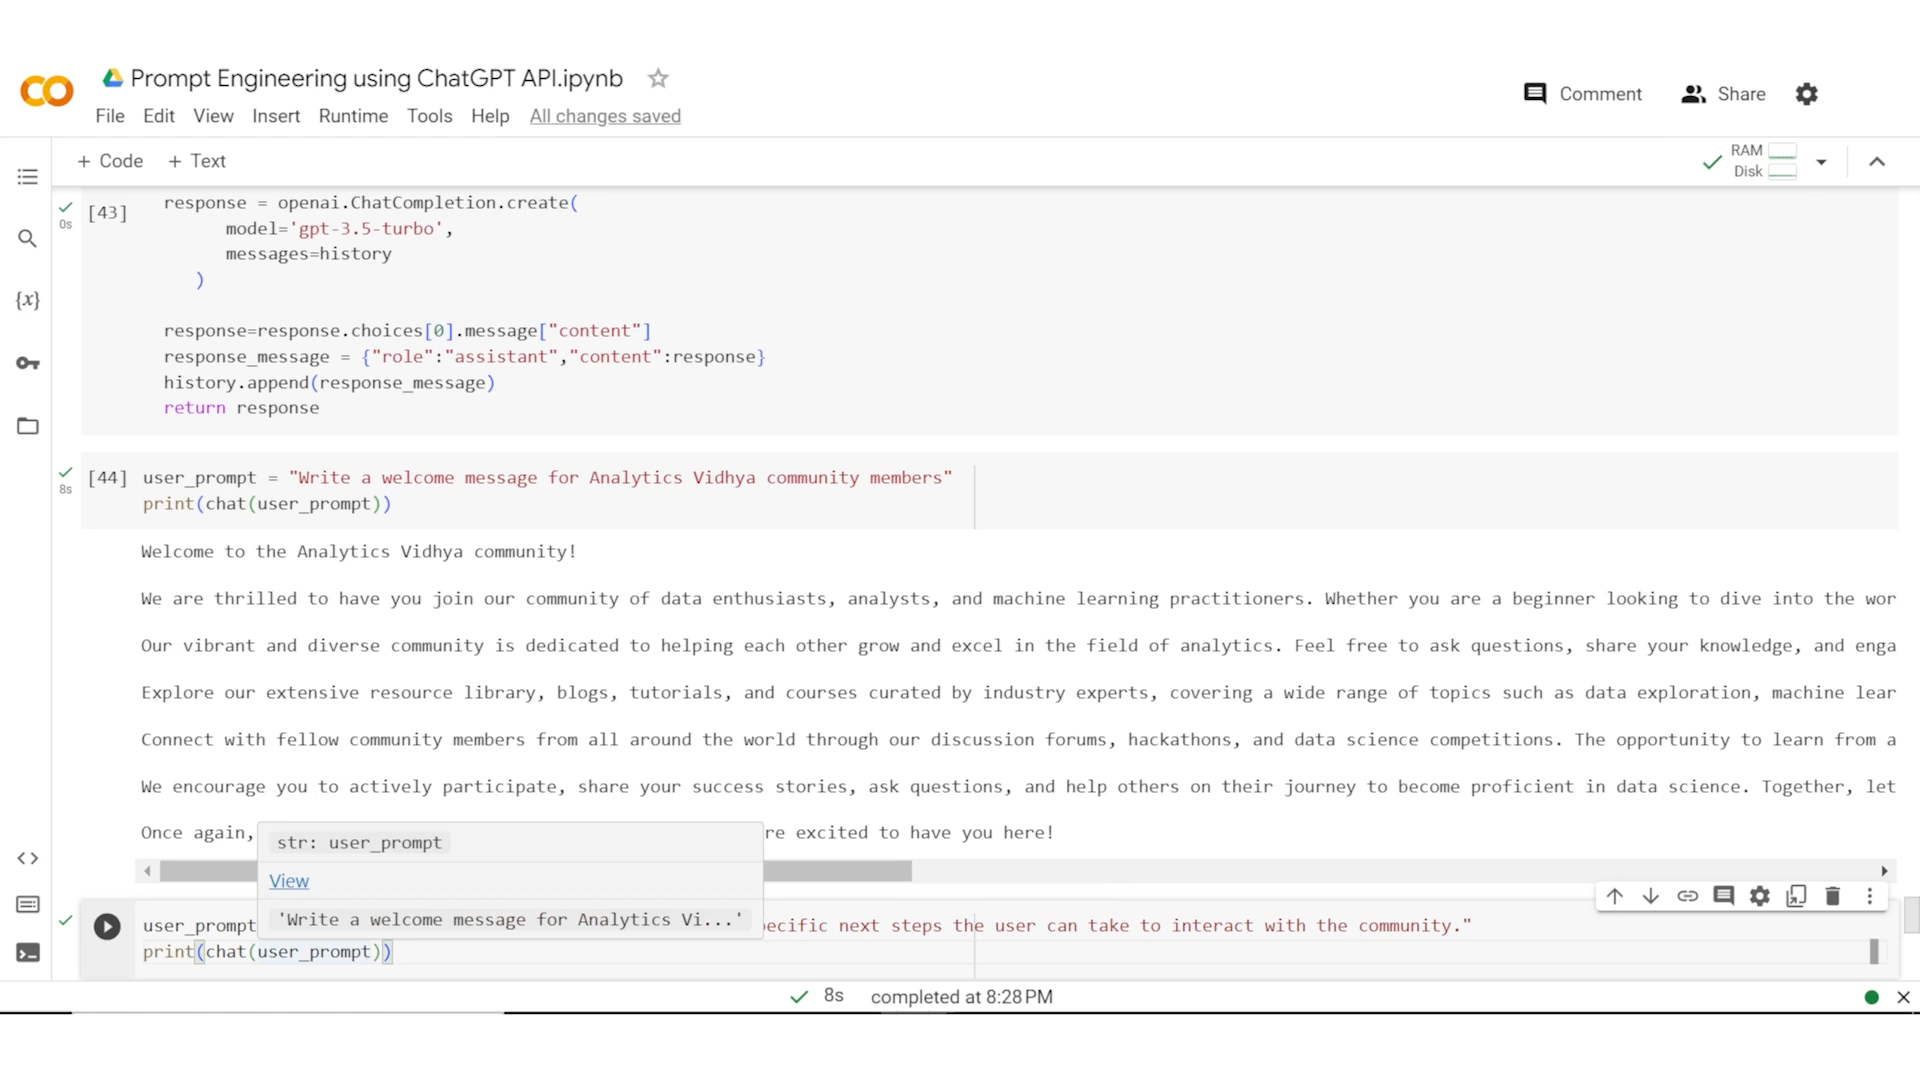 Prompt Engineering using ChatGPT API.ipynb
Comment
Share
File Edit View Insert Runtime Tools Help All changes saved
+ Code + Text
RAM
Disk
{x}
0s
[43]
response = openai.ChatCompletion.create(
model='gpt-3.5-turbo',
messages=history
)
response=response.choices[0].message["content"]
response_message = {"role":"assistant","content":response}
history.append(response_message)
return response
8s
[44] user_prompt = "Write a welcome message for Analytics Vidhya community members"
print(chat(user_prompt))
Welcome to the Analytics Vidhya community!
We are thrilled to have you join our community of data enthusiasts, analysts, and machine learning practitioners. Whether you are a beginner looking to dive into the wor
Our vibrant and diverse community is dedicated to helping each other grow and excel in the field of analytics. Feel free to ask questions, share your knowledge, and enga
Explore our extensive resource library, blogs, tutorials, and courses curated by industry experts, covering a wide range of topics such as data exploration, machine lear
Connect with fellow community members from all around the world through our discussion forums, hackathons, and data science competitions. The opportunity to learn from a
We encourage you to actively participate, share your success stories, ask questions, and help others on their journey to become proficient in data science. Together, let
Once again, re excited to have you here!
str: user_prompt
View
'Write a welcome message for Analytics Vi...'
user_prompt ecific next steps the user can take to interact with the community."
print(chat(user_prompt))
8s completed at 8:28 PM